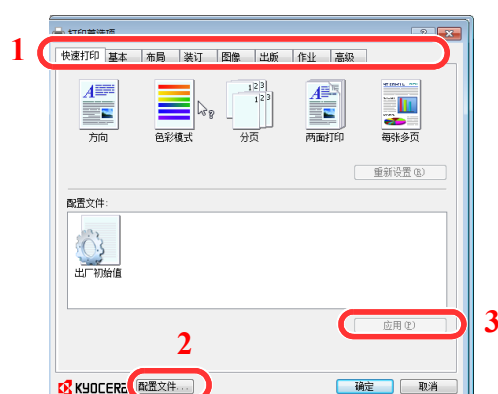 打印首选项
1
快速打印 基本 布局 装订 图像 出版 作业 高级
方向 色彩模式 分页 两面打印 每张多页
重新设置(B)
配置文件:
出厂初始值
应用(P)
3
2
KYOCERA 配置文件... 确定 取消